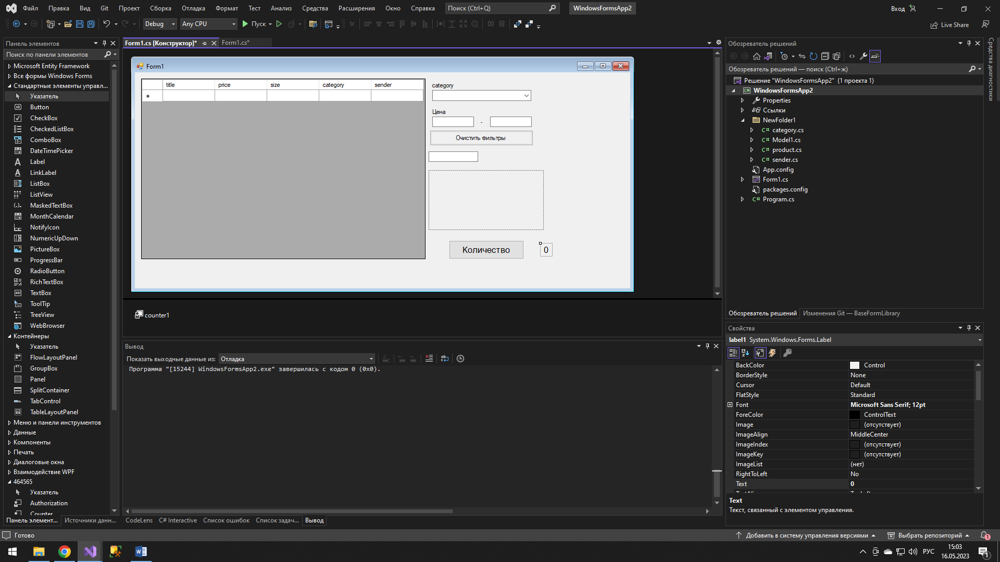 Файл Правка Вид Git Проект Сборка Отладка Формат Тест Анализ Средства Расширения Окно Справка Поиск (Ctrl+Q) WindowsFormsApp2 Вход
Debug Any CPU Пуск Live Share
Панель элементов
Поиск по панели элементов
Microsoft Entity Framework
Все формы Windows Forms
Стандартные элементы управл...
Указатель
Button
CheckBox
CheckedListBox
ComboBox
DateTimePicker
Label
LinkLabel
ListBox
ListView
MaskedTextBox
MonthCalendar
NotifyIcon
NumericUpDown
PictureBox
ProgressBar
RadioButton
RichTextBox
TextBox
ToolTip
TreeView
WebBrowser
Контейнеры
Указатель
FlowLayoutPanel
GroupBox
Panel
SplitContainer
TabControl
TableLayoutPanel
Меню и панели инструментов
Данные
Компоненты
Печать
Диалоговые окна
Взаимодействие WPF
464565
Указатель
Authorization
Counter
Панель элемент... Источники данн...
Form1.cs [Конструктор]* Form1.cs*
Form1
title price size category sender
category
Цена
-
Очистить фильтры
Количество 0
counter1
Вывод
Показать выходные данные из: Отладка
Программа "[15244] WindowsFormsApp2.exe" завершилась с кодом 0 (0x0).
CodeLens C# Interactive Список ошибок Список задач... Вывод
Обозреватель решений
Обозреватель решений — поиск (Ctrl+ж)
Решение "WindowsFormsApp2" (1 проекта 1)
WindowsFormsApp2
Properties
Ссылки
NewFolder1
C# category.cs
C# Model1.cs
C# product.cs
C# sender.cs
App.config
Form1.cs
packages.config
C# Program.cs
Обозреватель решений Изменения Git — BaseFormLibrary
Средства диагностики
Свойства
label1 System.Windows.Forms.Label
BackColor Control
BorderStyle None
Cursor Default
FlatStyle Standard
Font Microsoft Sans Serif; 12pt
ForeColor ControlText
Image (отсутствует)
ImageAlign MiddleCenter
ImageIndex (отсутствует)
ImageKey (отсутствует)
ImageList (нет)
RightToLeft No
Text 0
Text
Текст, связанный с элементом управления.
Готово Добавить в систему управления версиями Выбрать репозиторий 1
РУС 15:03
16.05.2023 1